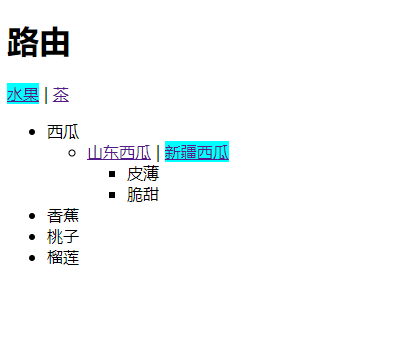 路由
水果 | 茶
西瓜
山东西瓜 | 新疆西瓜
皮薄
脆甜
香蕉
桃子
榴莲